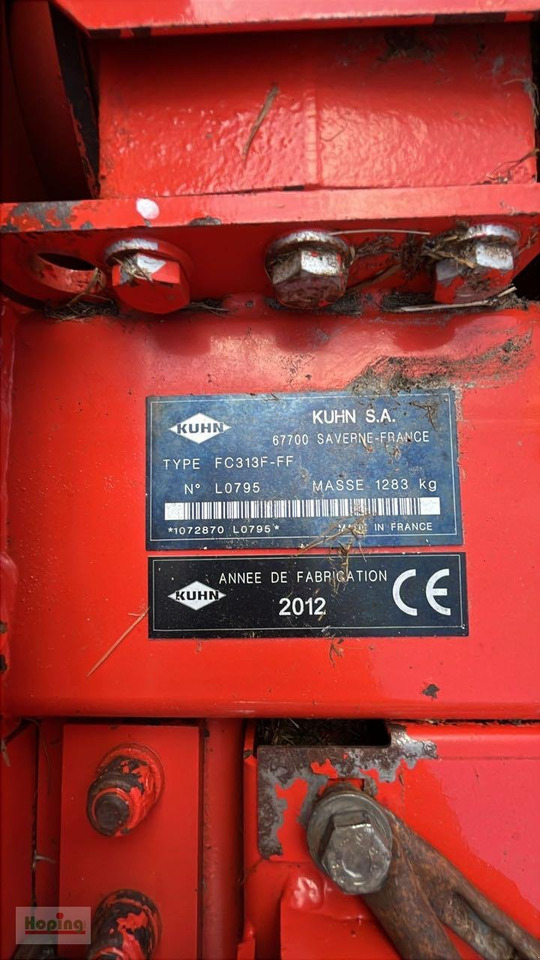 KUHN KUHN S.A.
67700 SAVERNE-FRANCE
TYPE FC313F-FF
N° L0795 MASSE 1283 kg
*1072870 L0795* MADE IN FRANCE
KUHN ANNEE DE FABRICATION CE
2012
Hoping